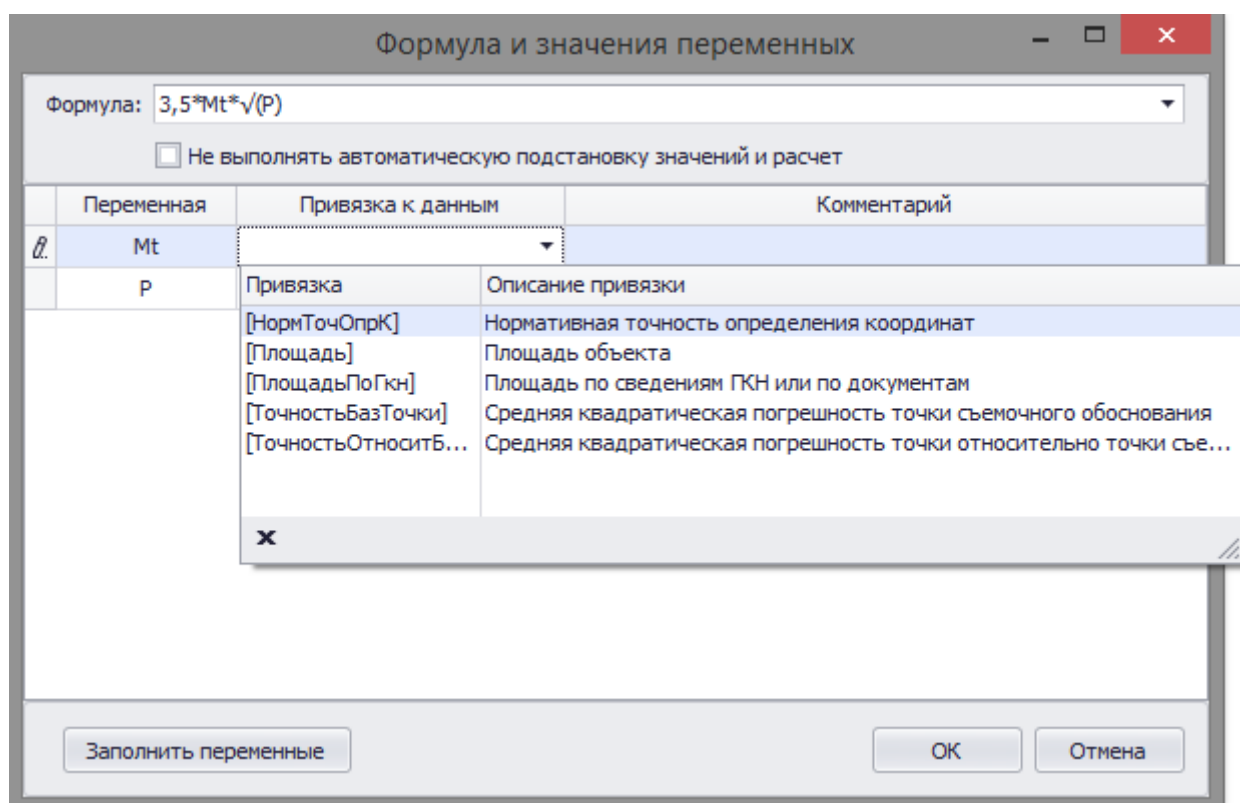 Формула и значения переменных
Формула: 3,5*Mt*√(P)
Не выполнять автоматическую подстановку значений и расчет
Переменная Привязка к данным Комментарий
Mt
P
Привязка Описание привязки
[НормТочОпрК] Нормативная точность определения координат
[Площадь] Площадь объекта
[ПлощадьПоГкн] Площадь по сведениям ГКН или по документам
[ТочностьБазТочки] Средняя квадратическая погрешность точки съемочного обоснования
[ТочностьОтноситБ... Средняя квадратическая погрешность точки относительно точки съе...
Заполнить переменные ОК Отмена